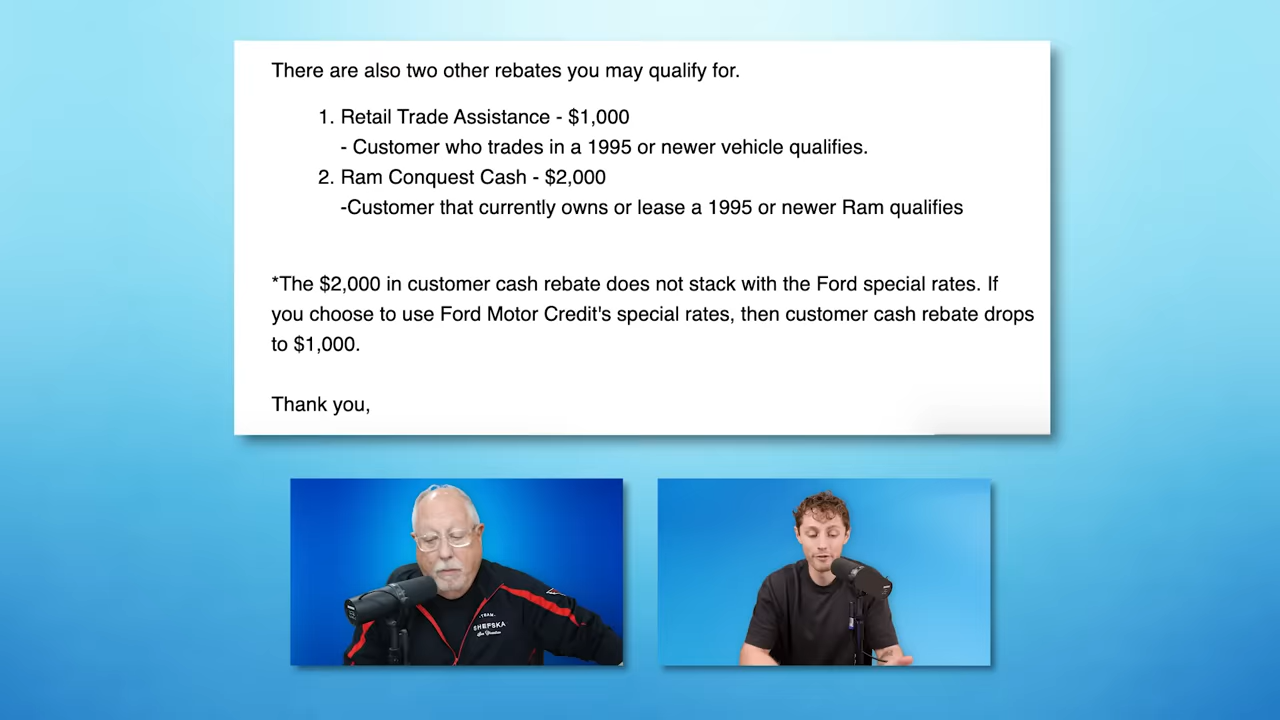 There are also two other rebates you may qualify for.
1. Retail Trade Assistance - $1,000
- Customer who trades in a 1995 or newer vehicle qualifies.
2. Ram Conquest Cash - $2,000
-Customer that currently owns or lease a 1995 or newer Ram qualifies
*The $2,000 in customer cash rebate does not stack with the Ford special rates. If
you choose to use Ford Motor Credit's special rates, then customer cash rebate drops
to $1,000.
Thank you,
TEAM
SHEFSKA